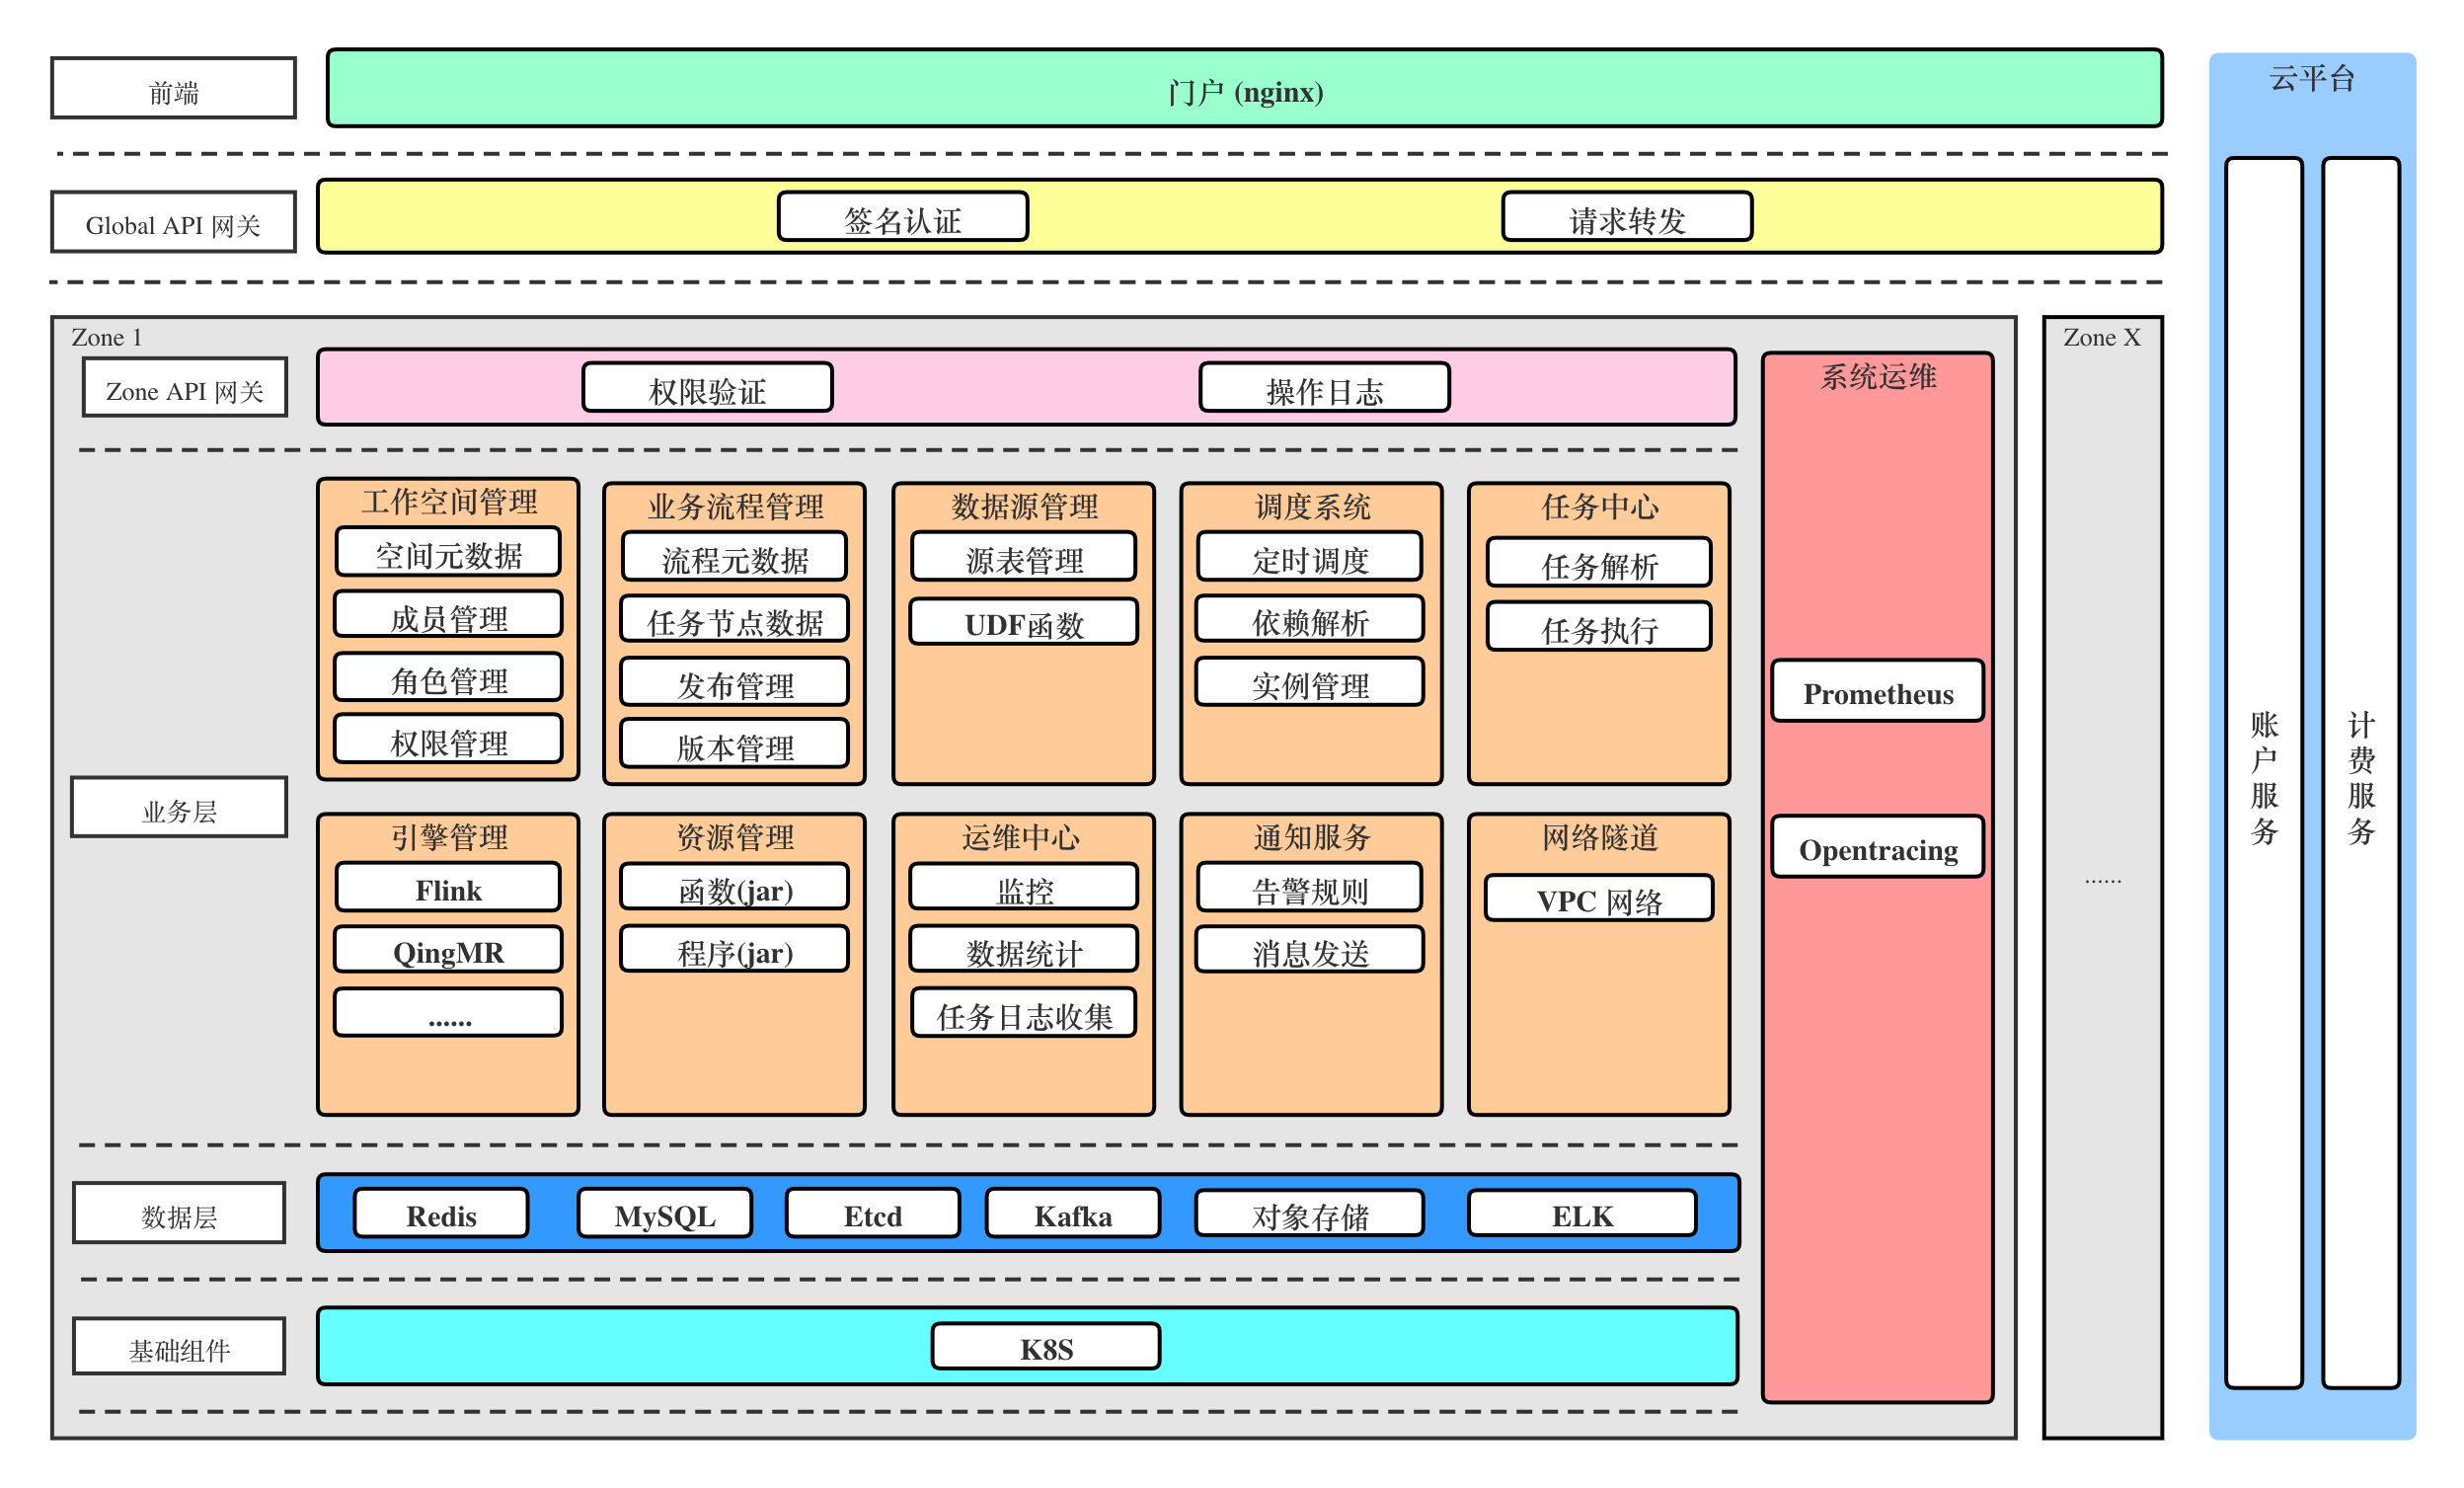 前端
门户 (nginx)
云平台
Global API 网关
签名认证
请求转发
Zone 1
Zone X
Zone API 网关
权限验证
操作日志
系统运维
工作空间管理
空间元数据
成员管理
角色管理
权限管理
业务流程管理
流程元数据
任务节点数据
发布管理
版本管理
数据源管理
源表管理
UDF函数
调度系统
定时调度
依赖解析
实例管理
任务中心
任务解析
任务执行
Prometheus
Opentracing
账户服务
计费服务
......
业务层
引擎管理
Flink
QingMR
......
资源管理
函数(jar)
程序(jar)
运维中心
监控
数据统计
任务日志收集
通知服务
告警规则
消息发送
网络隧道
VPC 网络
数据层
Redis
MySQL
Etcd
Kafka
对象存储
ELK
基础组件
K8S